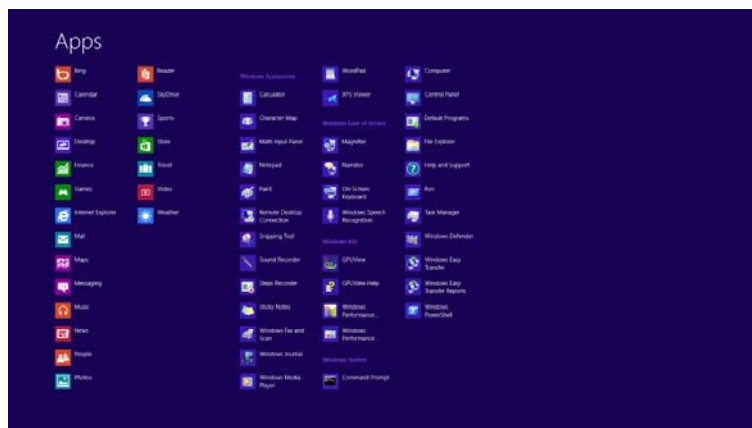 Apps
Bing
Calendar
Camera
Desktop
Finance
Games
Internet Explorer
Mail
Maps
Messaging
Music
News
People
Photos
Reader
SkyDrive
Sports
Store
Travel
Video
Weather
Windows Accessories
Calculator
Character Map
Math Input Panel
Notepad
Paint
Remote Desktop
Connection
Snipping Tool
Sound Recorder
Steps Recorder
Sticky Notes
Windows Fax and
Scan
Windows Journal
Windows Media
Player
WordPad
XPS Viewer
Windows Ease of Access
Magnifier
Narrator
On-Screen
Keyboard
Windows Speech
Recognition
Windows Kits
GPUView
GPUView Help
Windows
Performance...
Windows
Performance...
Windows System
Command Prompt
Computer
Control Panel
Default Programs
File Explorer
Help and Support
Run
Task Manager
Windows Defender
Windows Easy
Transfer
Windows Easy
Transfer Reports
Windows
PowerShell